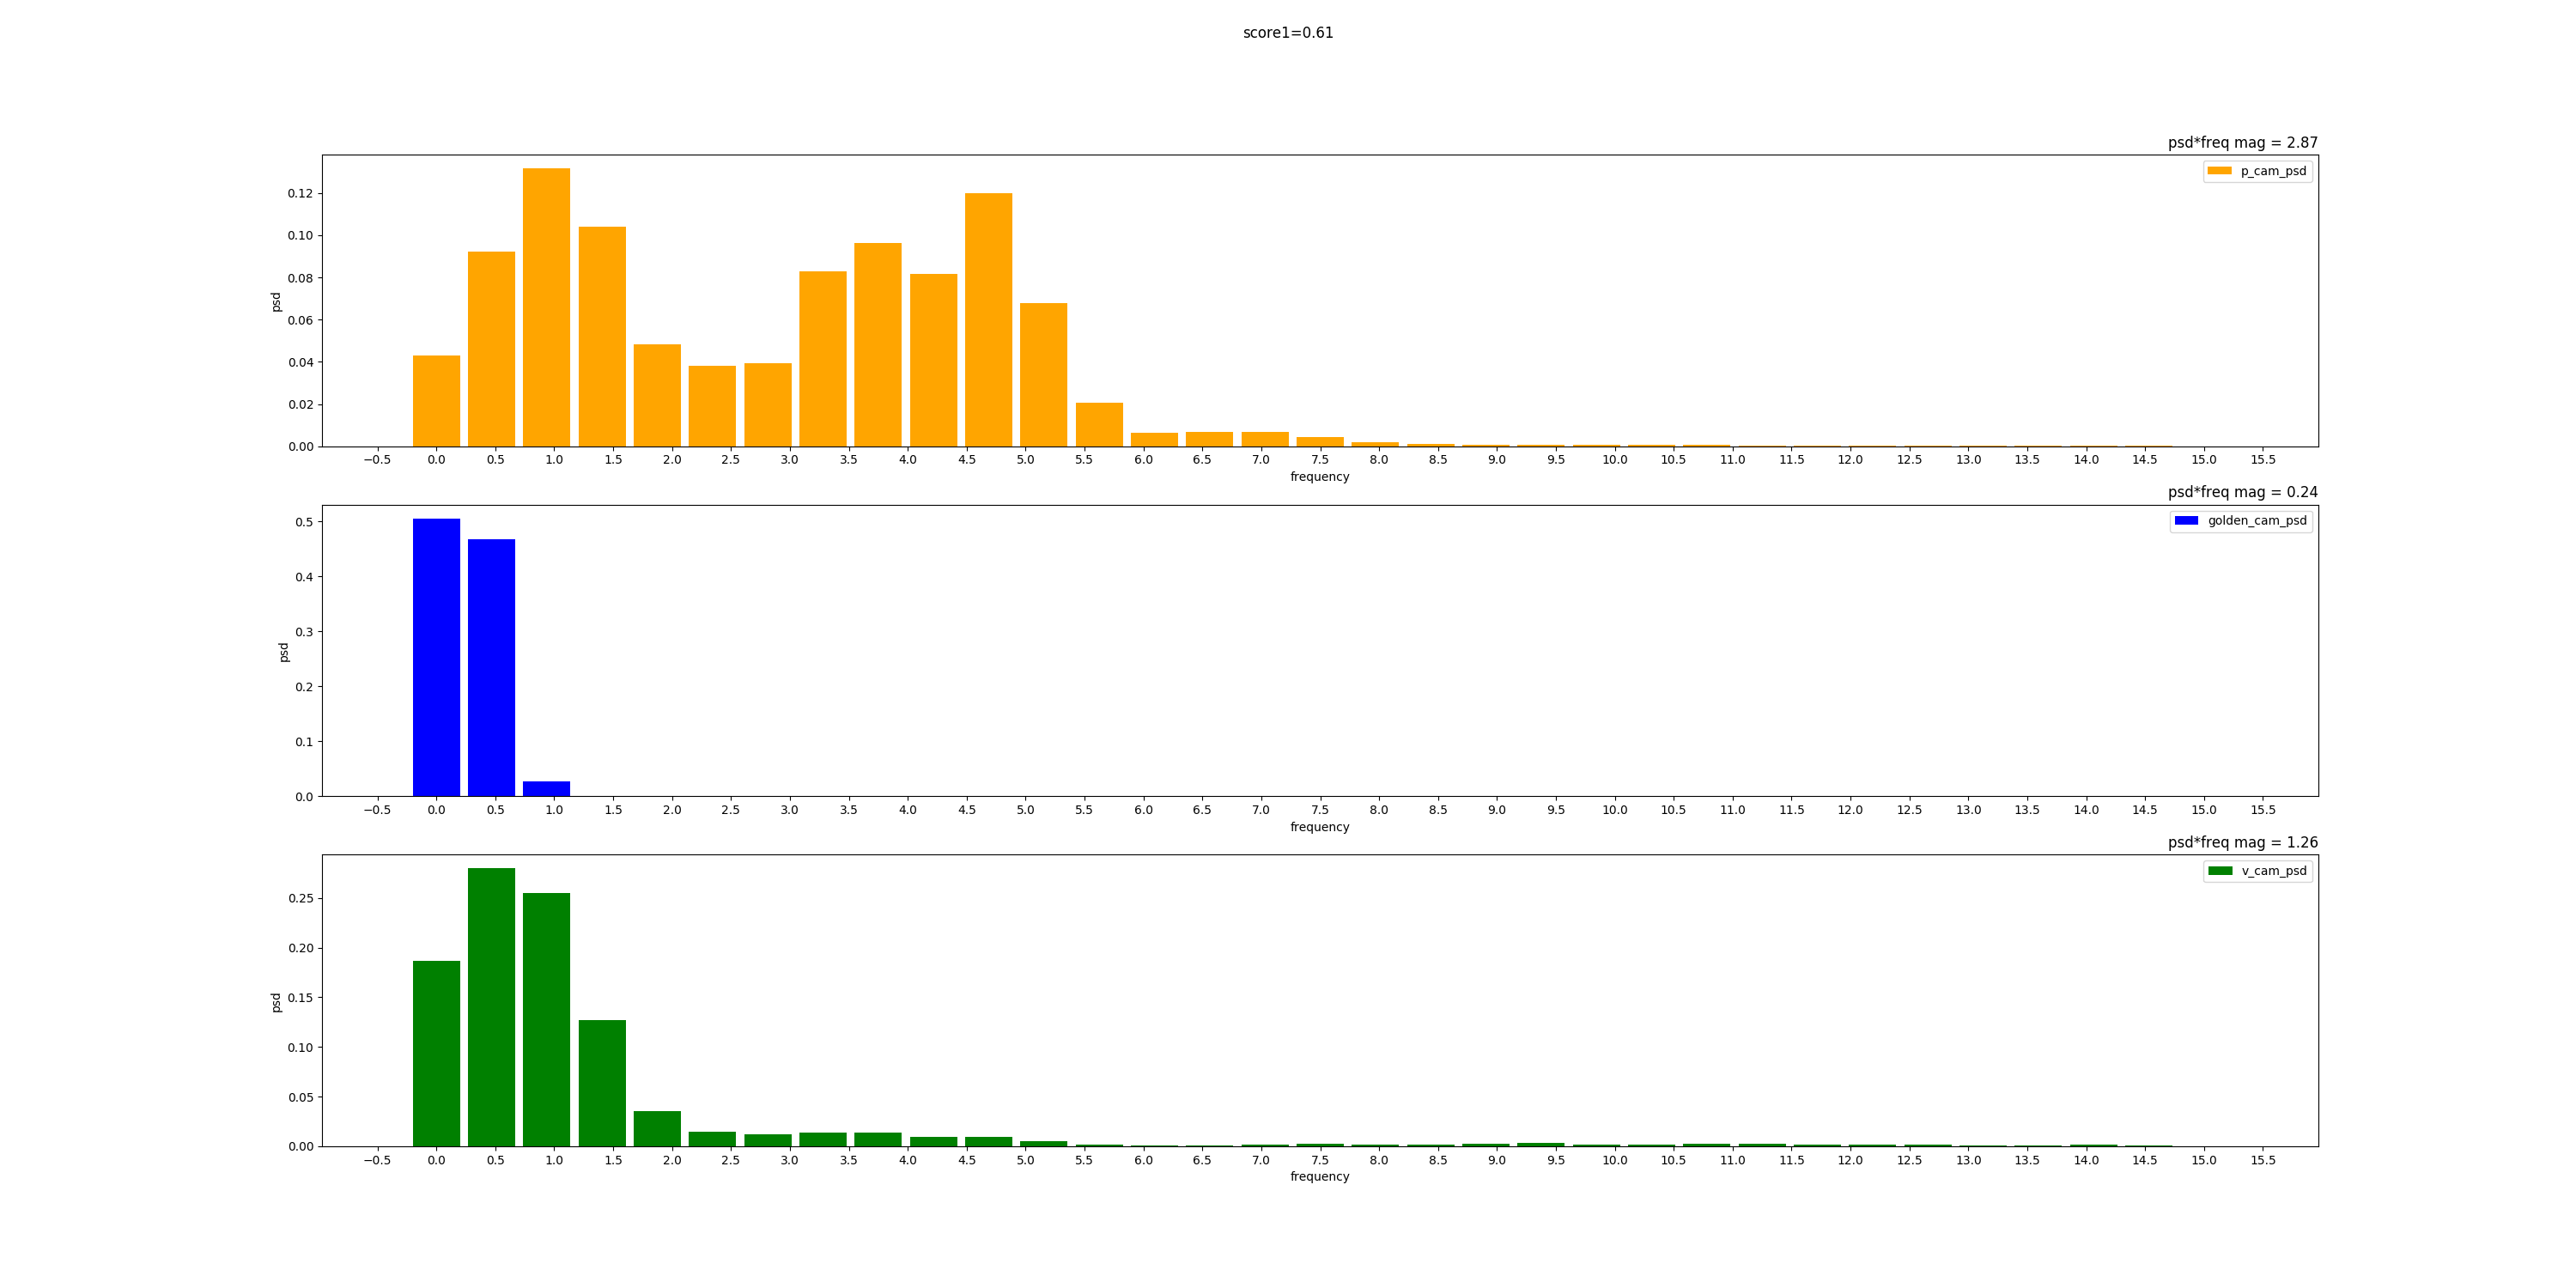 score1=0.61
psd*freq mag = 2.87
p_cam_psd
psd
0.12
0.10
0.08
0.06
0.04
0.02
0.00
−0.5 0.0 0.5 1.0 1.5 2.0 2.5 3.0 3.5 4.0 4.5 5.0 5.5 6.0 6.5 7.0 7.5 8.0 8.5 9.0 9.5 10.0 10.5 11.0 11.5 12.0 12.5 13.0 13.5 14.0 14.5 15.0 15.5
frequency
psd*freq mag = 0.24
golden_cam_psd
psd
0.5
0.4
0.3
0.2
0.1
0.0
−0.5 0.0 0.5 1.0 1.5 2.0 2.5 3.0 3.5 4.0 4.5 5.0 5.5 6.0 6.5 7.0 7.5 8.0 8.5 9.0 9.5 10.0 10.5 11.0 11.5 12.0 12.5 13.0 13.5 14.0 14.5 15.0 15.5
frequency
psd*freq mag = 1.26
v_cam_psd
psd
0.25
0.20
0.15
0.10
0.05
0.00
−0.5 0.0 0.5 1.0 1.5 2.0 2.5 3.0 3.5 4.0 4.5 5.0 5.5 6.0 6.5 7.0 7.5 8.0 8.5 9.0 9.5 10.0 10.5 11.0 11.5 12.0 12.5 13.0 13.5 14.0 14.5 15.0 15.5
frequency